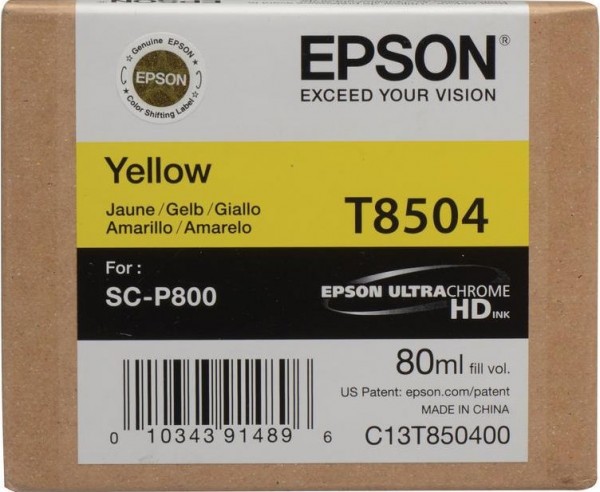 Genuine EPSON
EPSON
Color Shifting Label
EPSON®
EXCEED YOUR VISION
Yellow
Jaune/Gelb/Giallo
Amarillo/Amarelo
T8504
For :
SC-P800
EPSON ULTRACHROME
HD INK
80ml fill vol.
US Patent: epson.com/patent
MADE IN CHINA
0 10343 91489 6
C13T850400